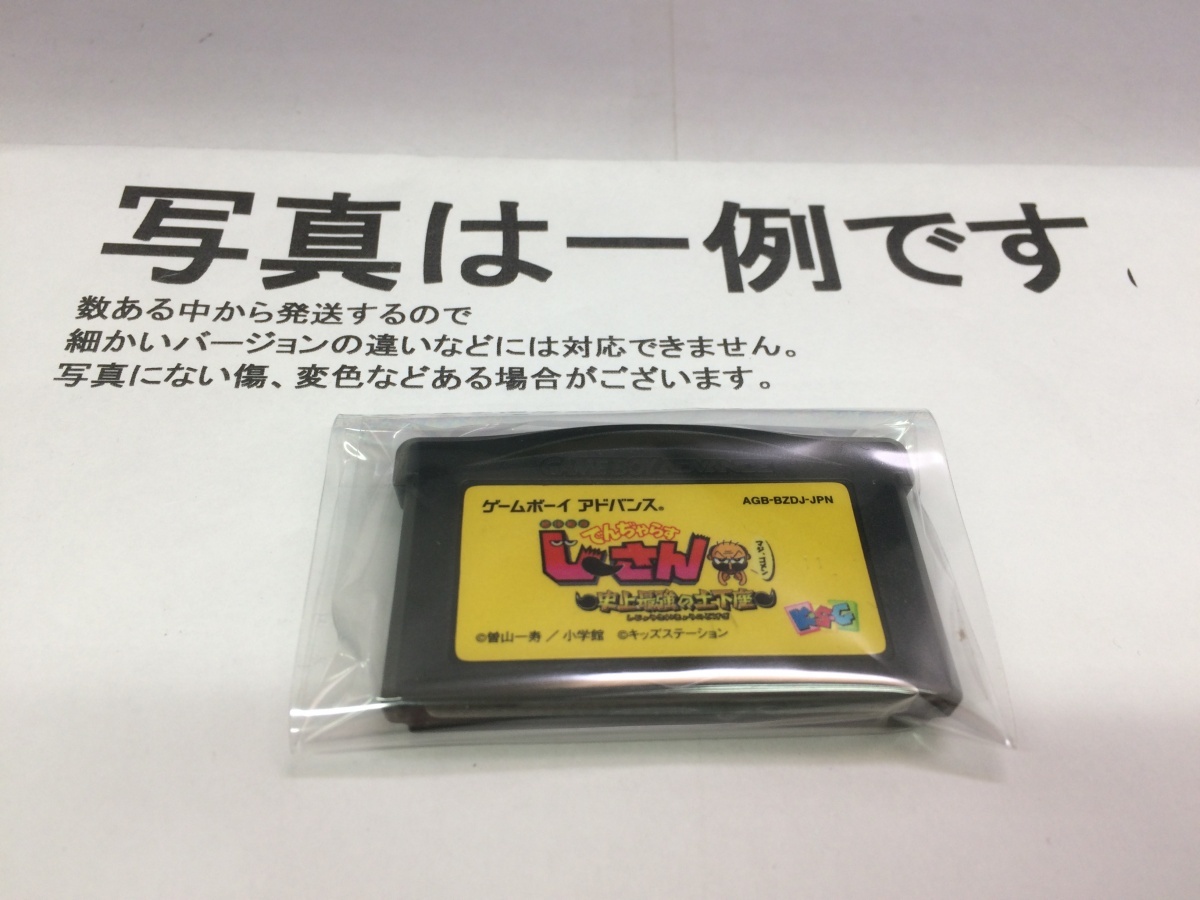 写真は一例です
数ある中から発送するので
細かいバージョンの違いなどには対応できません。
写真にない傷、変色などある場合がございます。
GAME BOY ADVANCE
ゲームボーイ アドバンス®
AGB-BZDJ-JPN
でんぢゃらす
じーさん
史上最強の土下座
©曽山一寿／小学館 ©キッズステーション